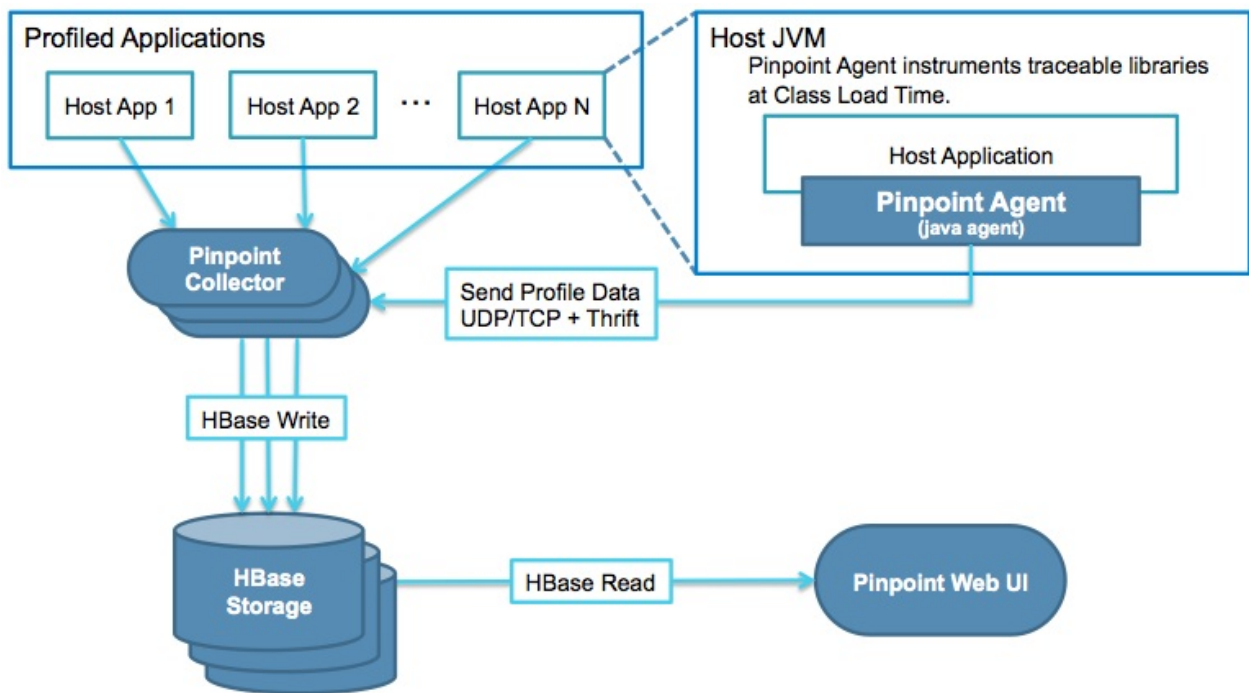 Profiled Applications
Host App 1
Host App 2
...
Host App N
Host JVM
Pinpoint Agent instruments traceable libraries
at Class Load Time.
Host Application
Pinpoint Agent
(java agent)
Pinpoint
Collector
Send Profile Data
UDP/TCP + Thrift
HBase Write
HBase
Storage
HBase Read
Pinpoint Web UI